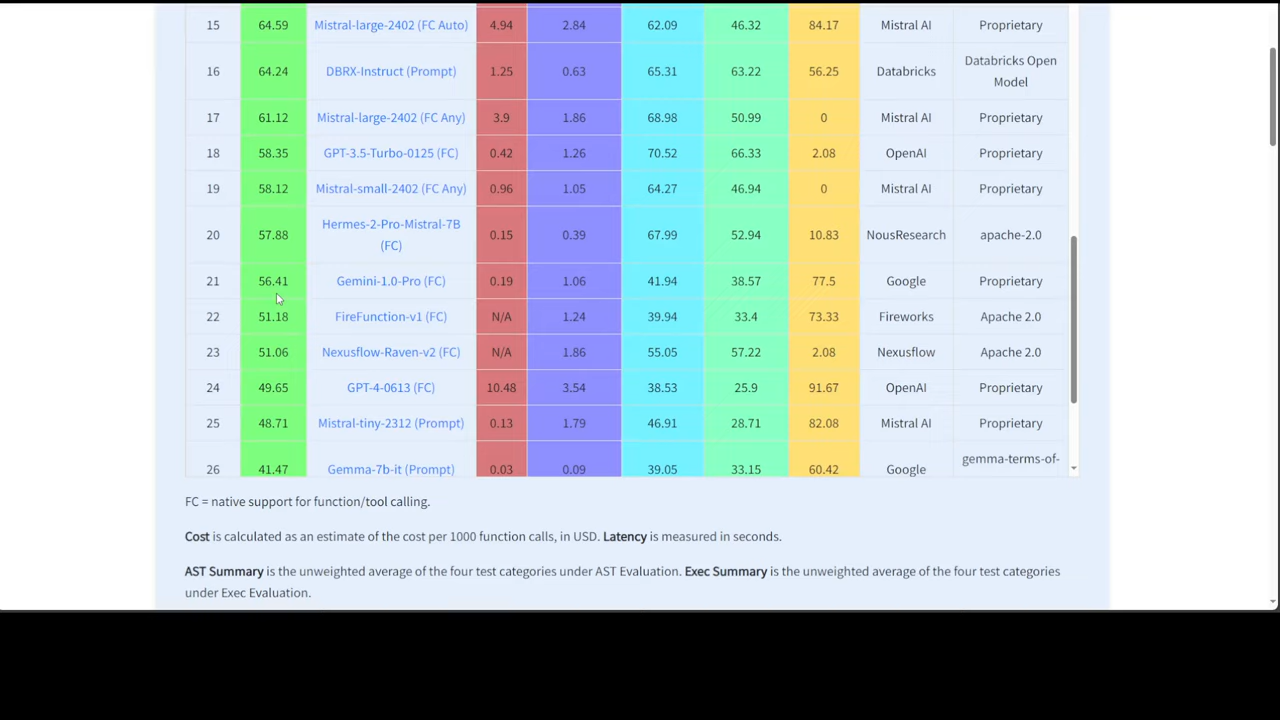 15 64.59 Mistral-large-2402 (FC Auto) 4.94 2.84 62.09 46.32 84.17 Mistral AI Proprietary
16 64.24 DBRX-Instruct (Prompt) 1.25 0.63 65.31 63.22 56.25 Databricks Databricks Open
Model
17 61.12 Mistral-large-2402 (FC Any) 3.9 1.86 68.98 50.99 0 Mistral AI Proprietary
18 58.35 GPT-3.5-Turbo-0125 (FC) 0.42 1.26 70.52 66.33 2.08 OpenAI Proprietary
19 58.12 Mistral-small-2402 (FC Any) 0.96 1.05 64.27 46.94 0 Mistral AI Proprietary
20 57.88 Hermes-2-Pro-Mistral-7B 0.15 0.39 67.99 52.94 10.83 NousResearch apache-2.0
(FC)
21 56.41 Gemini-1.0-Pro (FC) 0.19 1.06 41.94 38.57 77.5 Google Proprietary
22 51.18 FireFunction-v1 (FC) N/A 1.24 39.94 33.4 73.33 Fireworks Apache 2.0
23 51.06 Nexusflow-Raven-v2 (FC) N/A 1.86 55.05 57.22 2.08 Nexusflow Apache 2.0
24 49.65 GPT-4-0613 (FC) 10.48 3.54 38.53 25.9 91.67 OpenAI Proprietary
25 48.71 Mistral-tiny-2312 (Prompt) 0.13 1.79 46.91 28.71 82.08 Mistral AI Proprietary
26 41.47 Gemma-7b-it (Prompt) 0.03 0.09 39.05 33.15 60.42 Google gemma-terms-of-
FC = native support for function/tool calling.
Cost is calculated as an estimate of the cost per 1000 function calls, in USD. Latency is measured in seconds.
AST Summary is the unweighted average of the four test categories under AST Evaluation. Exec Summary is the unweighted average of the four test categories
under Exec Evaluation.